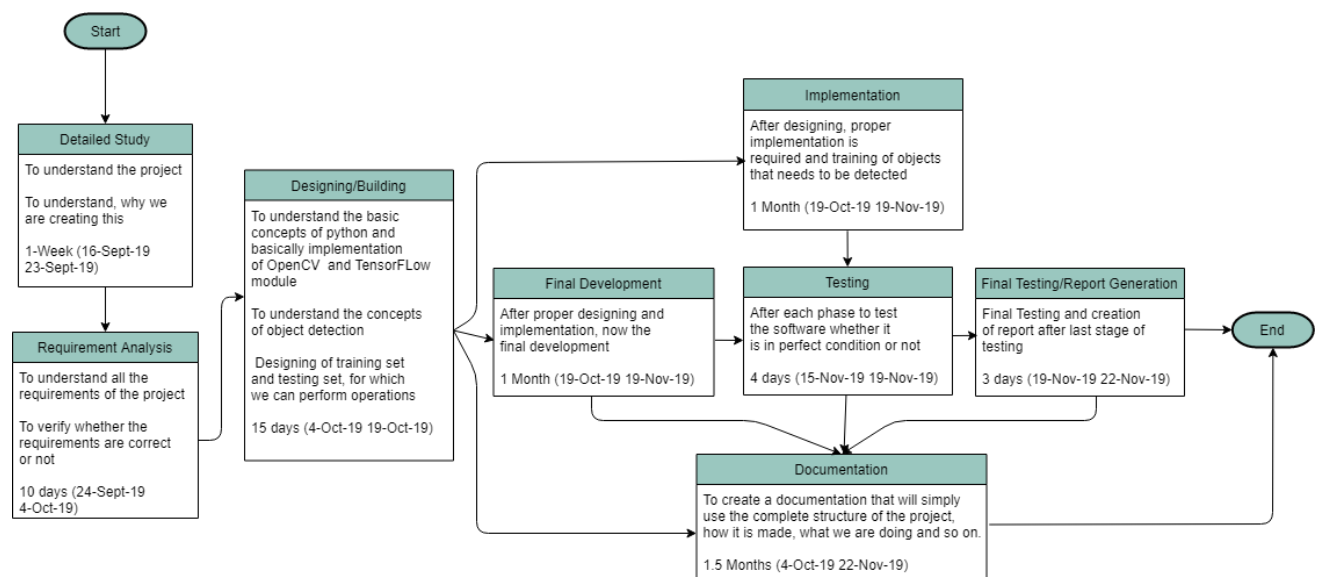 Start
Detailed Study
To understand the project
To understand, why we
are creating this
1-Week (16-Sept-19
23-Sept-19)
Requirement Analysis
To understand all the
requirements of the project
To verify whether the
requirements are correct
or not
10 days (24-Sept-19
4-Oct-19)
Designing/Building
To understand the basic
concepts of python and
basically implementation
of OpenCV and TensorFLow
module
To understand the concepts
of object detection
Designing of training set
and testing set, for which
we can perform operations
15 days (4-Oct-19 19-Oct-19)
Implementation
After designing, proper
implementation is
required and training of objects
that needs to be detected
1 Month (19-Oct-19 19-Nov-19)
Final Development
After proper designing and
implementation, now the
final development
1 Month (19-Oct-19 19-Nov-19)
Testing
After each phase to test
the software whether it
is in perfect condition or not
4 days (15-Nov-19 19-Nov-19)
Final Testing/Report Generation
Final Testing and creation
of report after last stage of
testing
3 days (19-Nov-19 22-Nov-19)
End
Documentation
To create a documentation that will simply
use the complete structure of the project,
how it is made, what we are doing and so on.
1.5 Months (4-Oct-19 22-Nov-19)